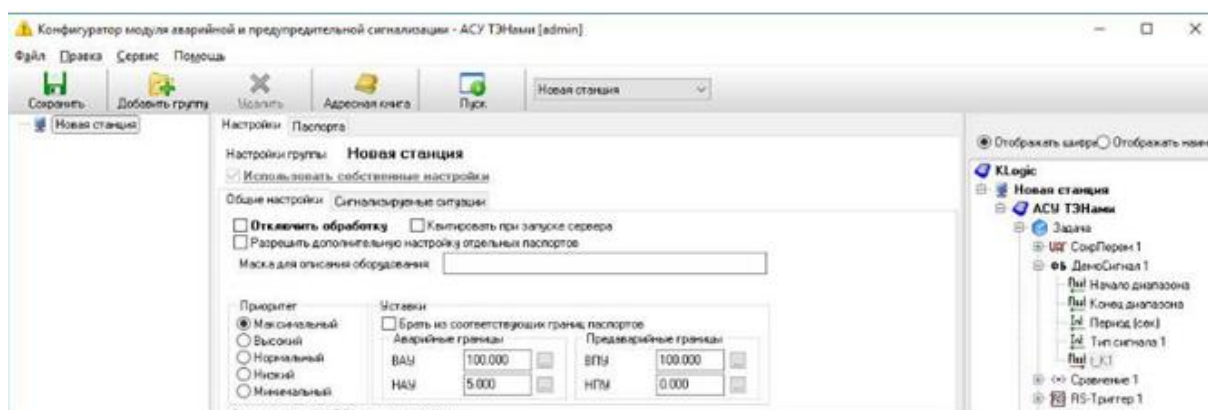 Конфигуратор модуля аварийной и предупредительной сигнализации - АСУ ТЭНами [admin]
Файл Правка Сервис Помощь
Сохранить Добавить группу Удалить Адресная книга Пуск Новая станция
Новая станция
Настройки Паспорта
Настройки группы Новая станция
Использовать собственные настройки
Общие настройки Сигнализируемые ситуации
Отключить обработку Квитировать при запуске сервера
Разрешить дополнительную настройку отдельных паспортов
Маска для описания оборудования
Приоритет
Максимальный
Высокий
Нормальный
Низкий
Минимальный
Уставки
Брать из соответствующих границ паспортов
Аварийные границы
ВАУ 100.000
НАУ 5.000
Предаварийные границы
ВПУ 100.000
НПУ 0.000
Отображать Отображать
KLogic
Новая станция
АСУ ТЭНами
Задача
СохрПерем 1
ДемоСигнал 1
Начало диапазона
Конец диапазона
Период (сек)
Тип сигнала 1
t_K1
Сравнение 1
RS-Триггер 1